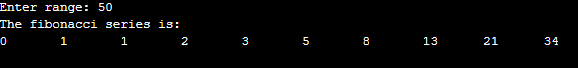 Enter range: 50
The fibonacci series is:
0 1 1 2 3 5 8 13 21 34